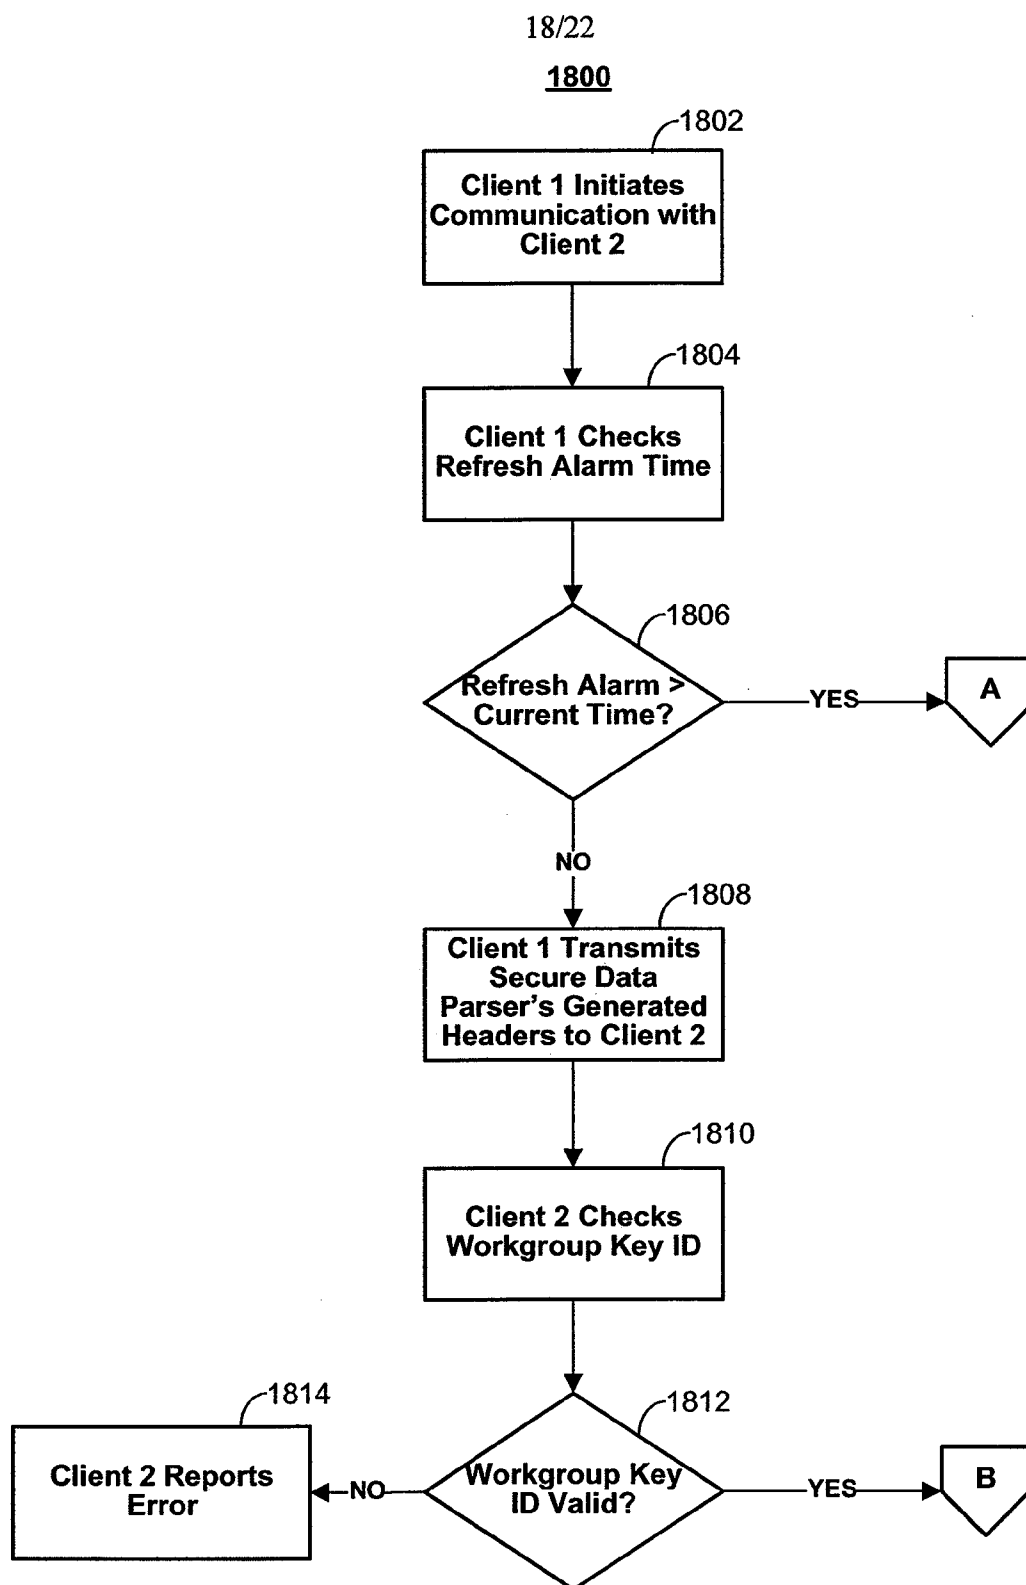 18/22
1800
1802
Client 1 Initiates
Communication with
Client 2
1804
Client 1 Checks
Refresh Alarm Time
1806
Refresh Alarm >
Current Time?
YES
A
NO
1808
Client 1 Transmits
Secure Data
Parser's Generated
Headers to Client 2
1810
Client 2 Checks
Workgroup Key ID
1814
Client 2 Reports
Error
NO
1812
Workgroup Key
ID Valid?
YES
B